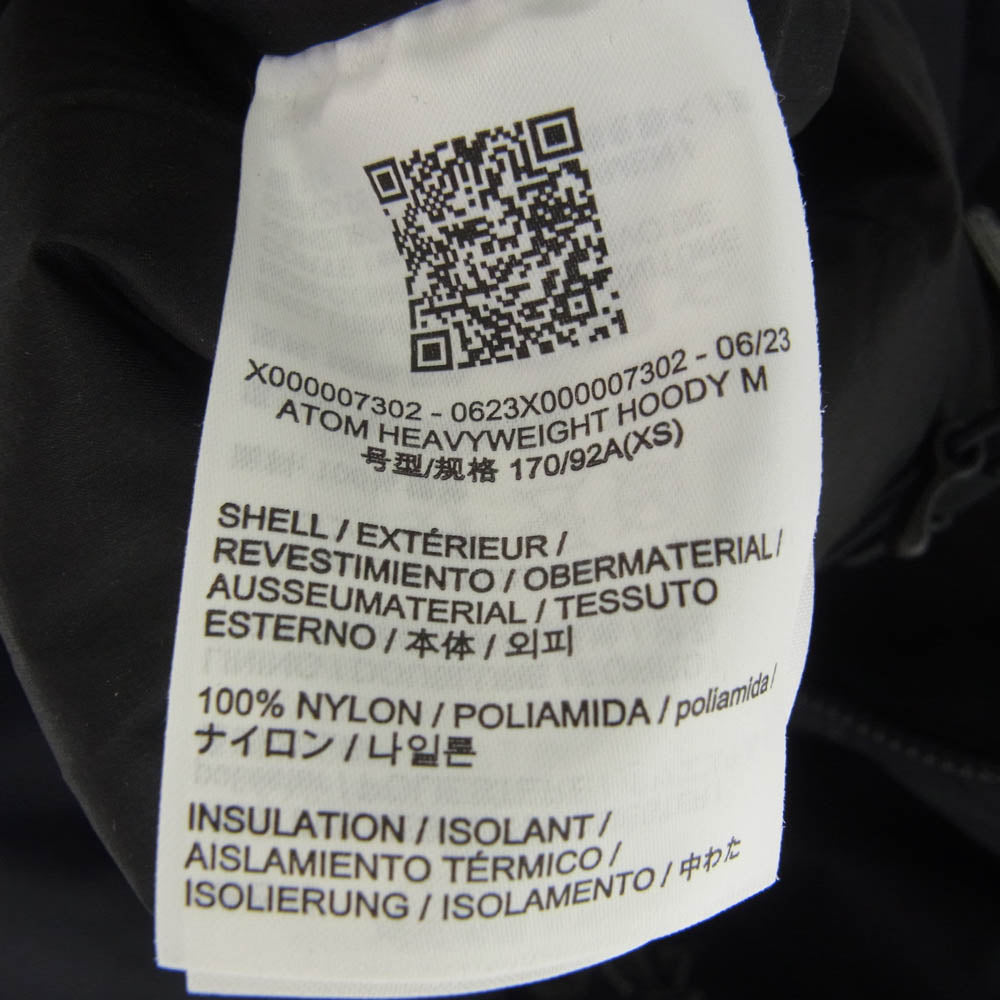 X000007302 - 0623X000007302 - 06/23
ATOM HEAVYWEIGHT HOODY M
号型/规格 170/92A(XS)
SHELL / EXTÉRIEUR /
REVESTIMIENTO / OBERMATERIAL /
AUSSEUMATERIAL / TESSUTO
ESTERNO / 本体 / 외피
100% NYLON / POLIAMIDA / poliamida/
ナイロン / 나일론
INSULATION / ISOLANT /
AISLAMIENTO TÉRMICO /
ISOLIERUNG / ISOLAMENTO / 中わた